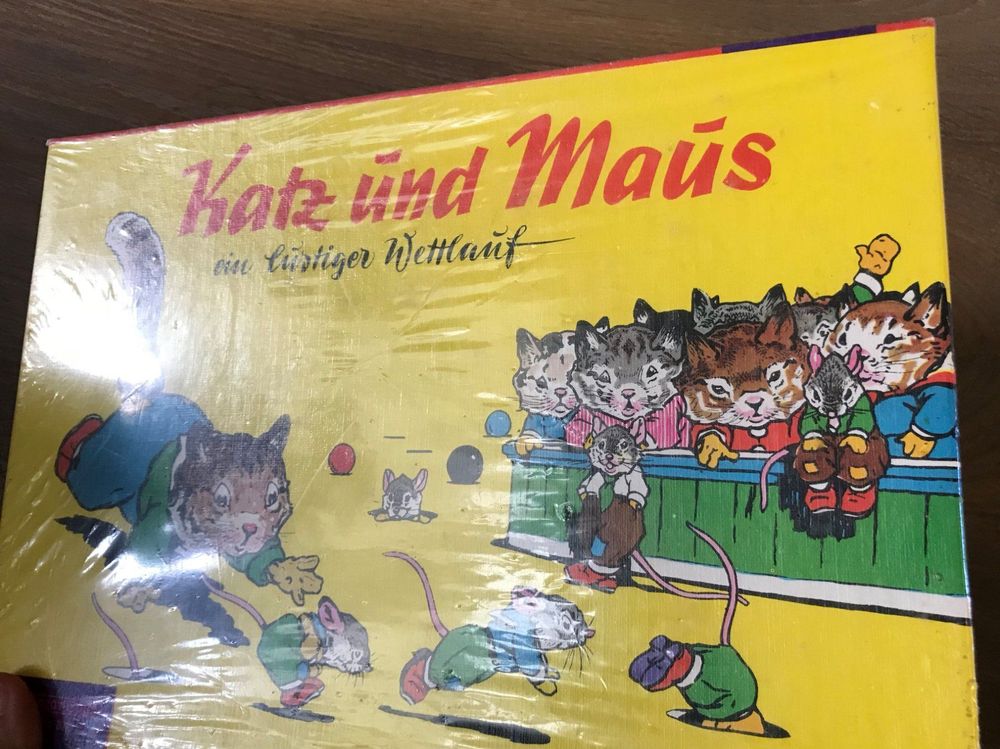 Katz und Maus
ein lustiger Wettlauf